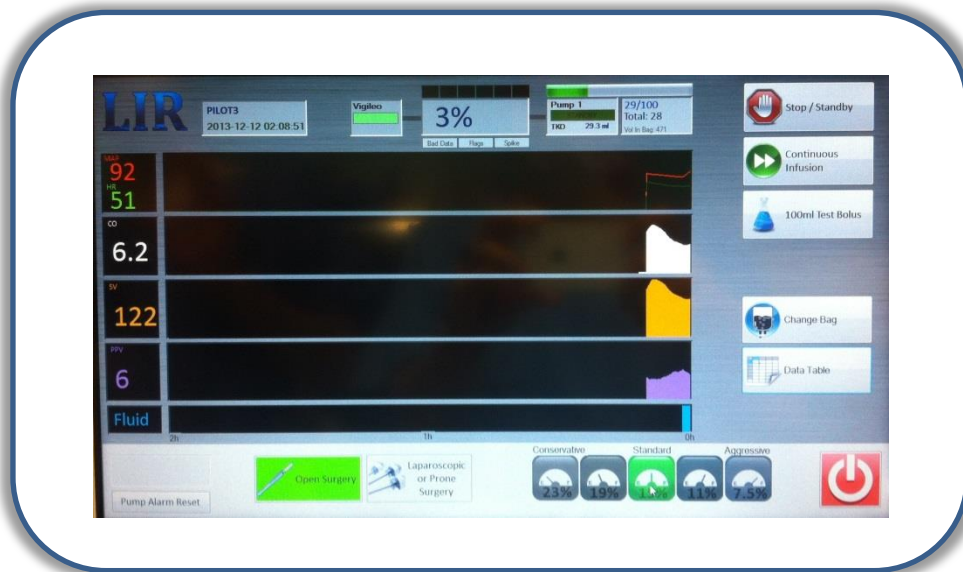 LIR
PILOT3
2013-12-12 02:08:51
Vigileo
3%
Bad Data Flags Spike
Pump 1
TKO 29.3 ml
29/100
Total: 28
Vol In Bag: 471
Stop / Standby
Continuous
Infusion
100ml Test Bolus
Change Bag
Data Table
MAP
92
HR
51
CO
6.2
SV
122
PPV
6
Fluid
2h 1h 0h
Pump Alarm Reset
Open Surgery
Laparoscopic
or Prone
Surgery
Conservative Standard Aggressive
23% 19% 11% 7.5%